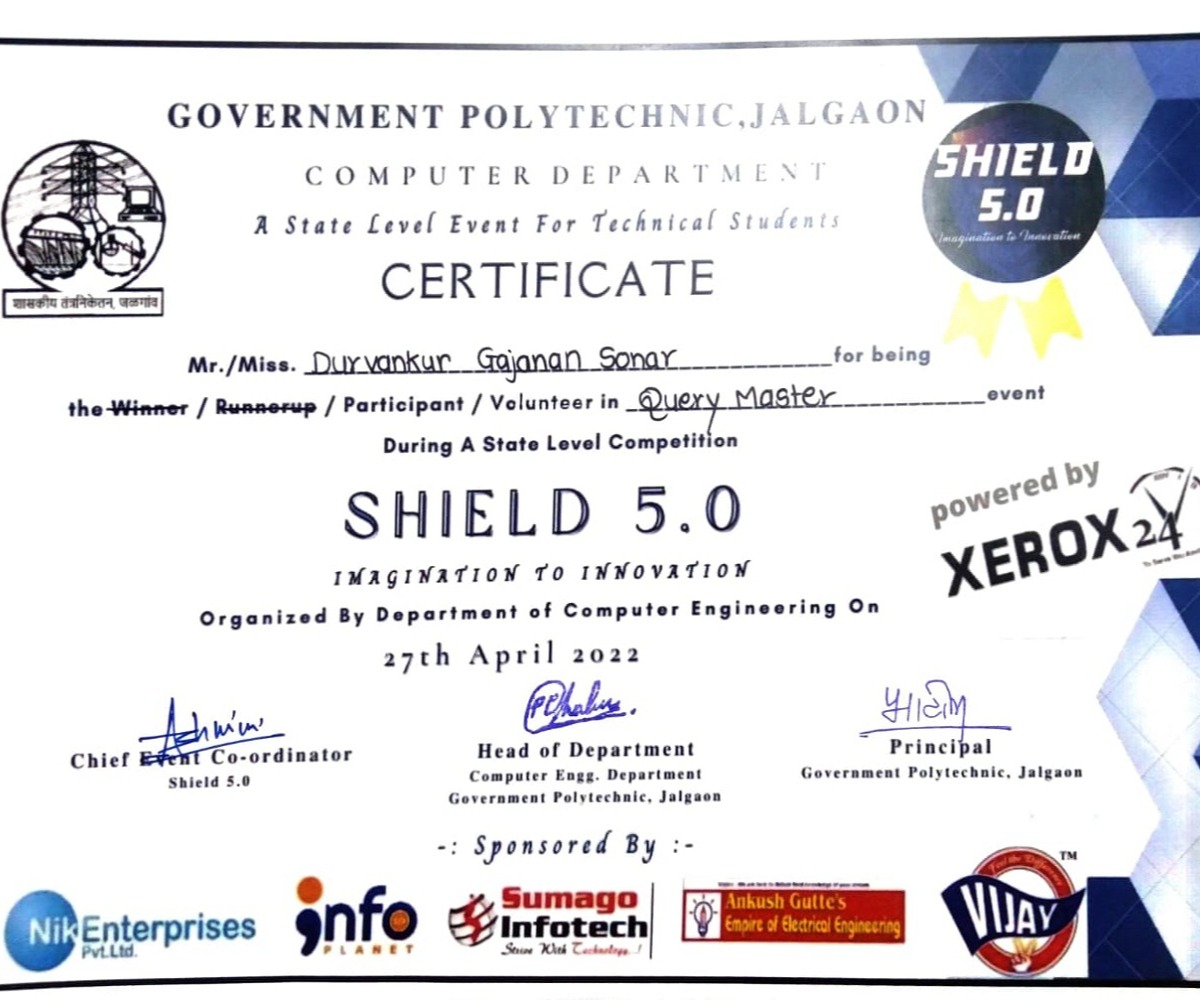 GOVERNMENT POLYTECHNIC,JALGAON
COMPUTER DEPARTMENT
A State Level Event For Technical Students
CERTIFICATE
SHIELD
5.0
Imagination to Innovation
शासकीय तंत्रनिकेतन, जळगांव
Mr./Miss. Durvankur Gajanan Sonar for being
the Winner / Runnerup / Participant / Volunteer in Query Master event
During A State Level Competition
SHIELD 5.0
IMAGINATION TO INNOVATION
powered by
XEROX 24
Organized By Department of Computer Engineering On
27th April 2022
Chief Event Co-ordinator
Shield 5.0
Head of Department
Computer Engg. Department
Government Polytechnic, Jalgaon
Principal
Government Polytechnic, Jalgaon
-: Sponsored By :-
Nik Enterprises
Pvt.Ltd.
info
PLANET
Sumago
Infotech
Strive With Technology..!
Ankush Gutte's
Empire of Electrical Engineering
Feel the Difference
VIJAY
TM